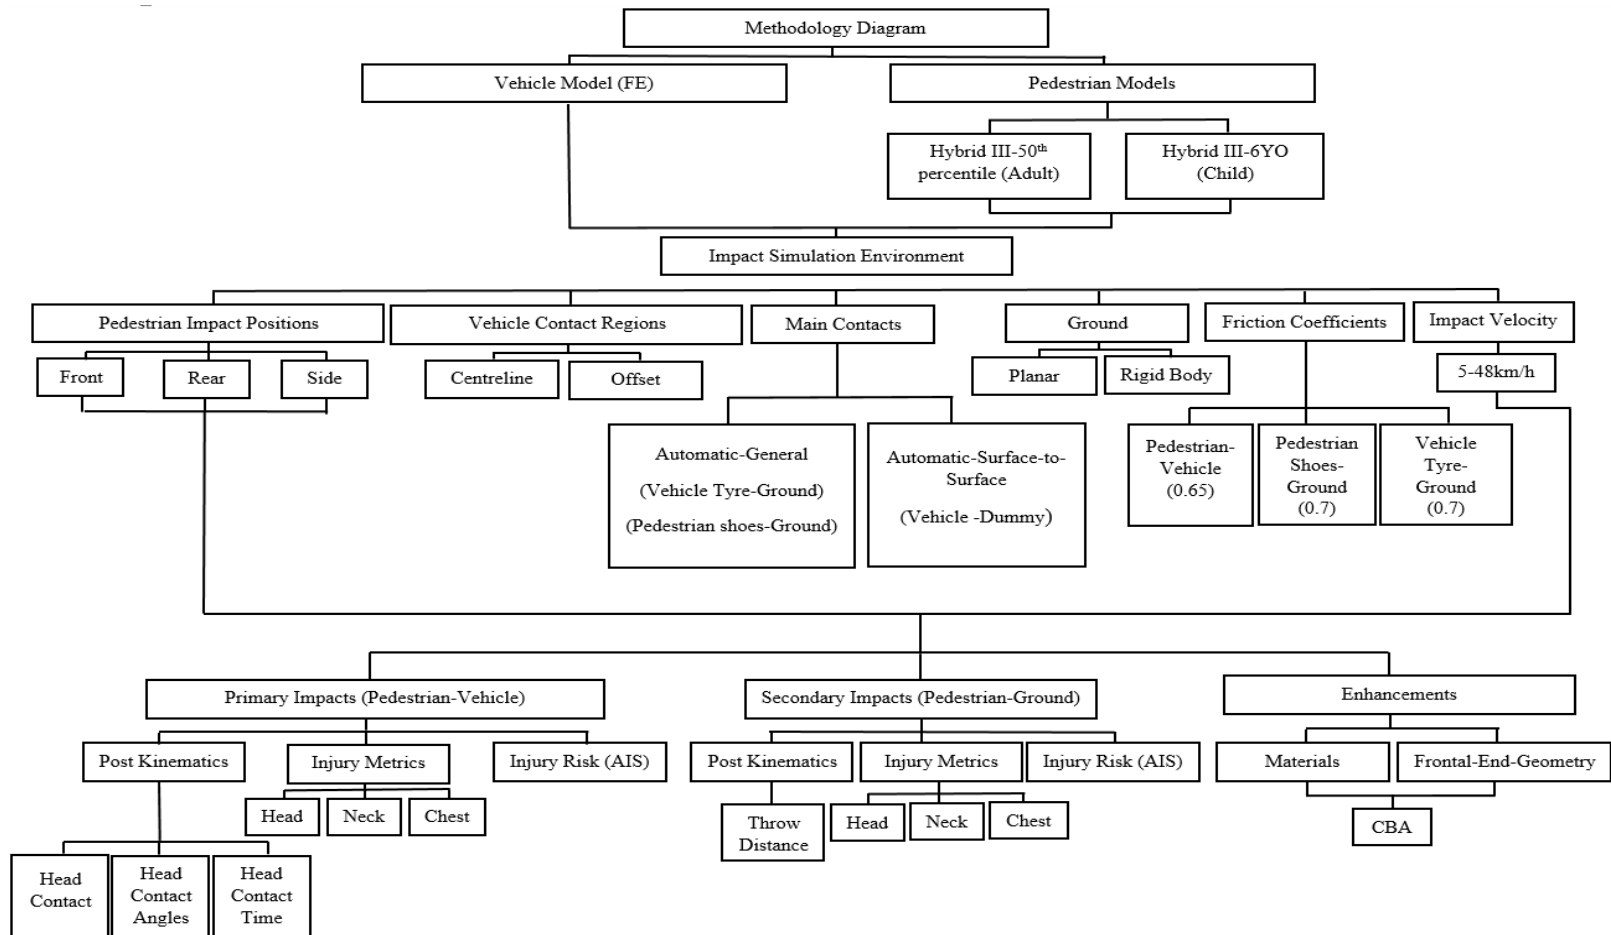 Methodology Diagram
Vehicle Model (FE)
Pedestrian Models
Hybrid III-50th
percentile (Adult)
Hybrid III-6YO
(Child)
Impact Simulation Environment
Pedestrian Impact Positions
Vehicle Contact Regions
Main Contacts
Ground
Friction Coefficients
Impact Velocity
Front
Rear
Side
Centreline
Offset
Planar
Rigid Body
5-48km/h
Automatic-General
(Vehicle Tyre-Ground)
(Pedestrian shoes-Ground)
Automatic-Surface-to-
Surface
(Vehicle -Dummy)
Pedestrian-
Vehicle
(0.65)
Pedestrian
Shoes-
Ground
(0.7)
Vehicle
Tyre-
Ground
(0.7)
Primary Impacts (Pedestrian-Vehicle)
Secondary Impacts (Pedestrian-Ground)
Enhancements
Post Kinematics
Injury Metrics
Injury Risk (AIS)
Post Kinematics
Injury Metrics
Injury Risk (AIS)
Materials
Frontal-End-Geometry
Head
Neck
Chest
Throw
Distance
Head
Neck
Chest
CBA
Head
Contact
Head
Contact
Angles
Head
Contact
Time